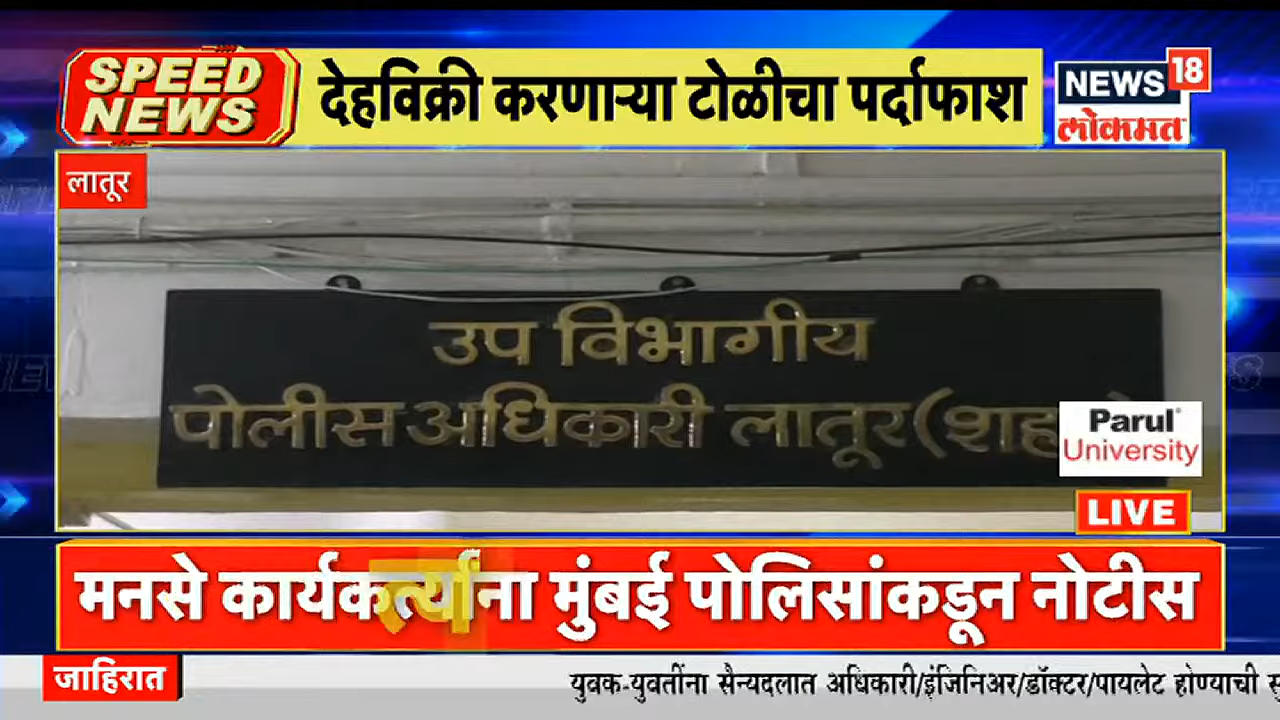 SPEED
NEWS
देहविक्री करणाऱ्या टोळीचा पर्दाफाश
NEWS 18
लोकमत
लातूर
उप विभागीय
पोलीस अधिकारी लातूर (शह
Parul
University
LIVE
मनसे कार्यकर्त्यांना मुंबई पोलिसांकडून नोटीस
जाहिरात
युवक-युवतींना सैन्यदलात अधिकारी/इंजिनिअर/डॉक्टर/पायलेट होण्याची